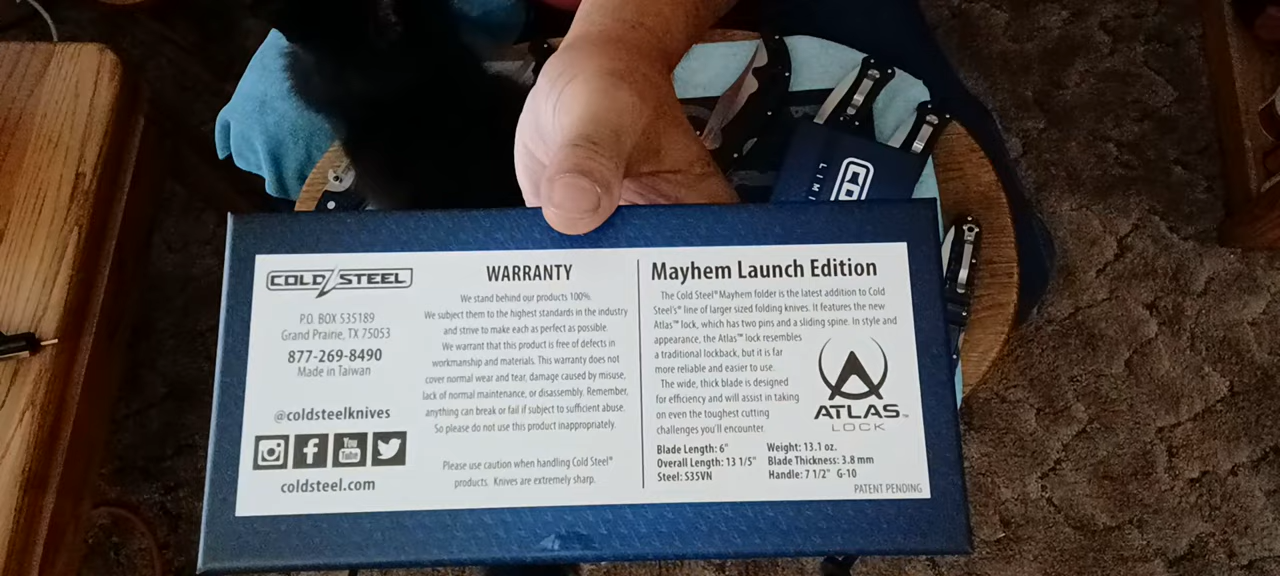 LIMI
CO
COLD STEEL
P.O. BOX 535189
Grand Prairie, TX 75053
877-269-8490
Made in Taiwan
@coldsteelknives
You
Tube
coldsteel.com
WARRANTY
We stand behind our products 100%.
We subject them to the highest standards in the industry
and strive to make each as perfect as possible.
We warrant that this product is free of defects in
workmanship and materials. This warranty does not
cover normal wear and tear, damage caused by misuse,
lack of normal maintenance, or disassembly. Remember,
anything can break or fail if subject to sufficient abuse.
So please do not use this product inappropriately.
Please use caution when handling Cold Steel®
products. Knives are extremely sharp.
Mayhem Launch Edition
The Cold Steel® Mayhem folder is the latest addition to Cold
Steel's® line of larger sized folding knives. It features the new
Atlas™ lock, which has two pins and a sliding spine. In style and
appearance, the Atlas™ lock resembles
a traditional lockback, but it is far
more reliable and easier to use.
The wide, thick blade is designed
for efficiency and will assist in taking
on even the toughest cutting
challenges you'll encounter.
ATLAS™
LOCK
Blade Length: 6"
Overall Length: 13 1/5"
Steel: S35VN
Weight: 13.1 oz.
Blade Thickness: 3.8 mm
Handle: 7 1/2" G-10
PATENT PENDING